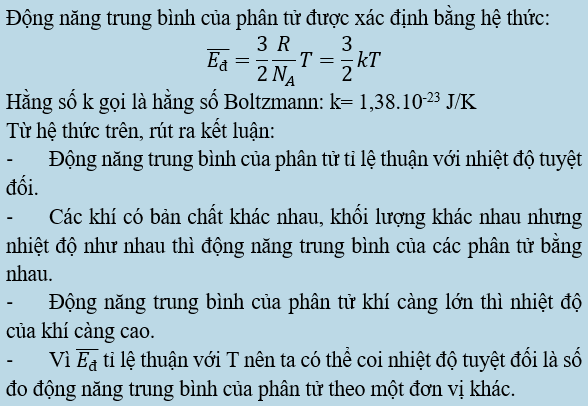 Động năng trung bình của phân tử được xác định bằng hệ thức:
$\overline{E_đ} = \frac{3}{2}\frac{R}{N_A}T = \frac{3}{2}kT$
Hằng số k gọi là hằng số Boltzmann: k= 1,38.10⁻²³ J/K
Từ hệ thức trên, rút ra kết luận:
- Động năng trung bình của phân tử tỉ lệ thuận với nhiệt độ tuyệt
đối.
- Các khí có bản chất khác nhau, khối lượng khác nhau nhưng
nhiệt độ như nhau thì động năng trung bình của các phân tử bằng
nhau.
- Động năng trung bình của phân tử khí càng lớn thì nhiệt độ
của khí càng cao.
- Vì $\overline{E_đ}$ tỉ lệ thuận với T nên ta có thể coi nhiệt độ tuyệt đối là số
đo động năng trung bình của phân tử theo một đơn vị khác.